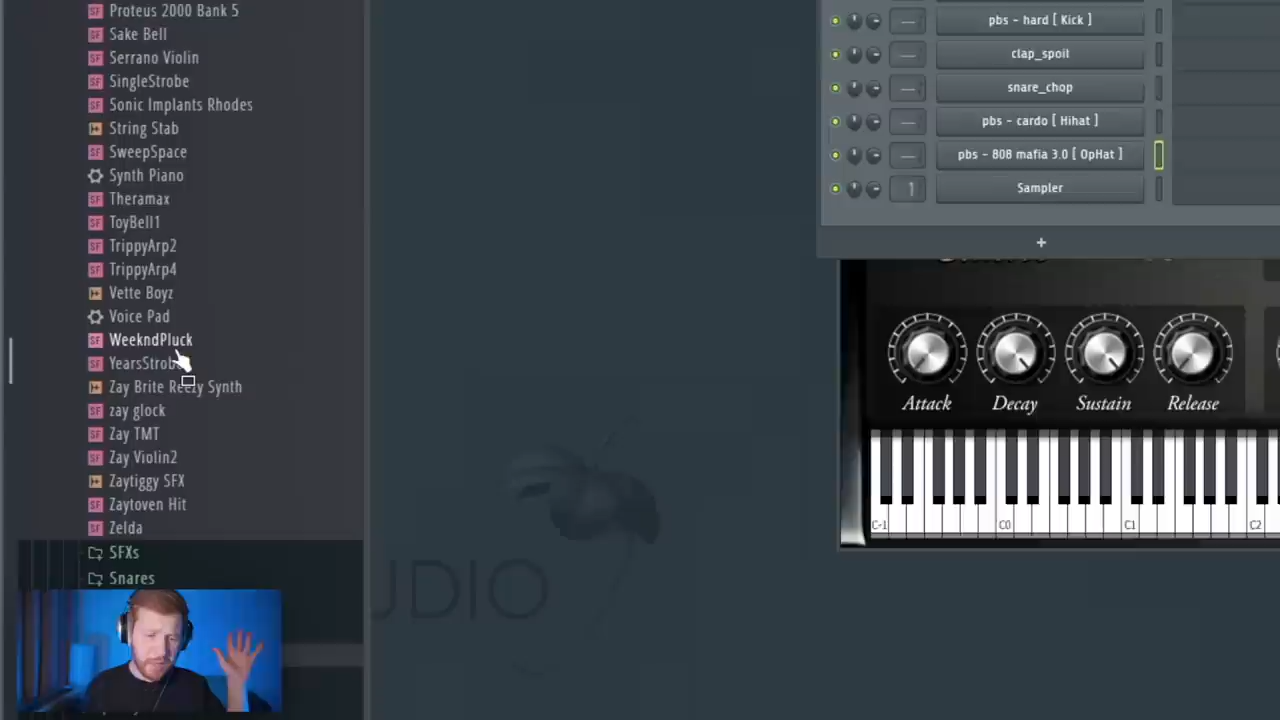 Proteus 2000 Bank 5
Sake Bell
Serrano Violin
SingleStrobe
Sonic Implants Rhodes
String Stab
SweepSpace
Synth Piano
Theramax
ToyBell1
TrippyArp2
TrippyArp4
Vette Boyz
Voice Pad
WeekndPluck
YearsStrobe
Zay Brite Reezy Synth
zay glock
Zay TMT
Zay Violin2
Zaytiggy SFX
Zaytoven Hit
Zelda
SFXs
Snares
pbs - hard [ Kick ]
clap_spoit
snare_chop
pbs - cardo [ Hihat ]
pbs - 808 mafia 3.0 [ OpHat ]
1 Sampler
+
Attack Decay Sustain Release
C-1 C0 C1 C2
UDIO